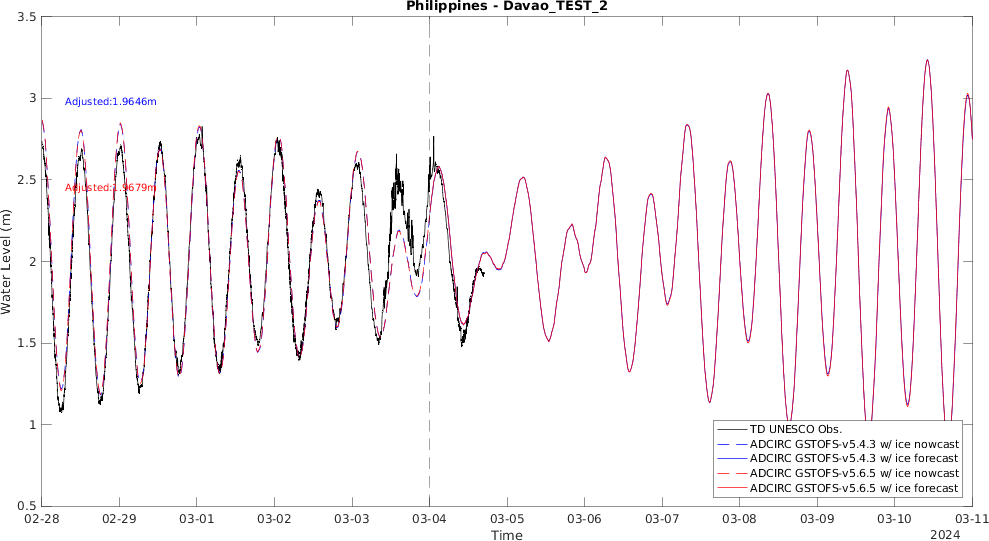 Philippines - Davao_TEST_2
3.5
3
2.5
2
1.5
1
0.5
Water Level (m)
Adjusted:1.9646m
Adjusted:1.9679m
TD UNESCO Obs.
ADCIRC GSTOFS-v5.4.3 w/ ice nowcast
ADCIRC GSTOFS-v5.4.3 w/ ice forecast
ADCIRC GSTOFS-v5.6.5 w/ ice nowcast
ADCIRC GSTOFS-v5.6.5 w/ ice forecast
02-28 02-29 03-01 03-02 03-03 03-04 03-05 03-06 03-07 03-08 03-09 03-10 03-11
Time
2024